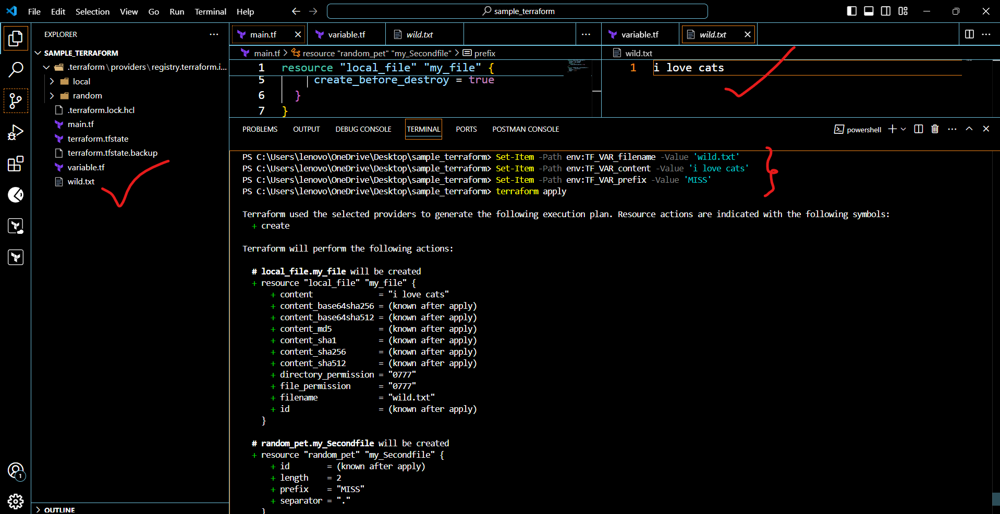 File Edit Selection View Go Run Terminal Help
sample_terraform
EXPLORER
SAMPLE_TERRAFORM
.terraform\providers\registry.terraform.i...
local
random
.terraform.lock.hcl
main.tf
terraform.tfstate
terraform.tfstate.backup
variable.tf
wild.txt
1
OUTLINE
main.tf
variable.tf
wild.txt
main.tf > resource "random_pet" "my_Secondfile" > prefix
1 resource "local_file" "my_file" {
5 create_before_destroy = true
6 }
7 }
variable.tf
wild.txt
wild.txt
1 i love cats
PROBLEMS OUTPUT DEBUG CONSOLE TERMINAL PORTS POSTMAN CONSOLE
powershell
PS C:\Users\lenovo\OneDrive\Desktop\sample_terraform> Set-Item -Path env:TF_VAR_filename -Value 'wild.txt'
PS C:\Users\lenovo\OneDrive\Desktop\sample_terraform> Set-Item -Path env:TF_VAR_content -Value 'i love cats'
PS C:\Users\lenovo\OneDrive\Desktop\sample_terraform> Set-Item -Path env:TF_VAR_prefix -Value 'MISS'
PS C:\Users\lenovo\OneDrive\Desktop\sample_terraform> terraform apply
Terraform used the selected providers to generate the following execution plan. Resource actions are indicated with the following symbols:
+ create
Terraform will perform the following actions:
# local_file.my_file will be created
+ resource "local_file" "my_file" {
+ content = "i love cats"
+ content_base64sha256 = (known after apply)
+ content_base64sha512 = (known after apply)
+ content_md5 = (known after apply)
+ content_sha1 = (known after apply)
+ content_sha256 = (known after apply)
+ content_sha512 = (known after apply)
+ directory_permission = "0777"
+ file_permission = "0777"
+ filename = "wild.txt"
+ id = (known after apply)
}
# random_pet.my_Secondfile will be created
+ resource "random_pet" "my_Secondfile" {
+ id = (known after apply)
+ length = 2
+ prefix = "MISS"
+ separator = "."
}